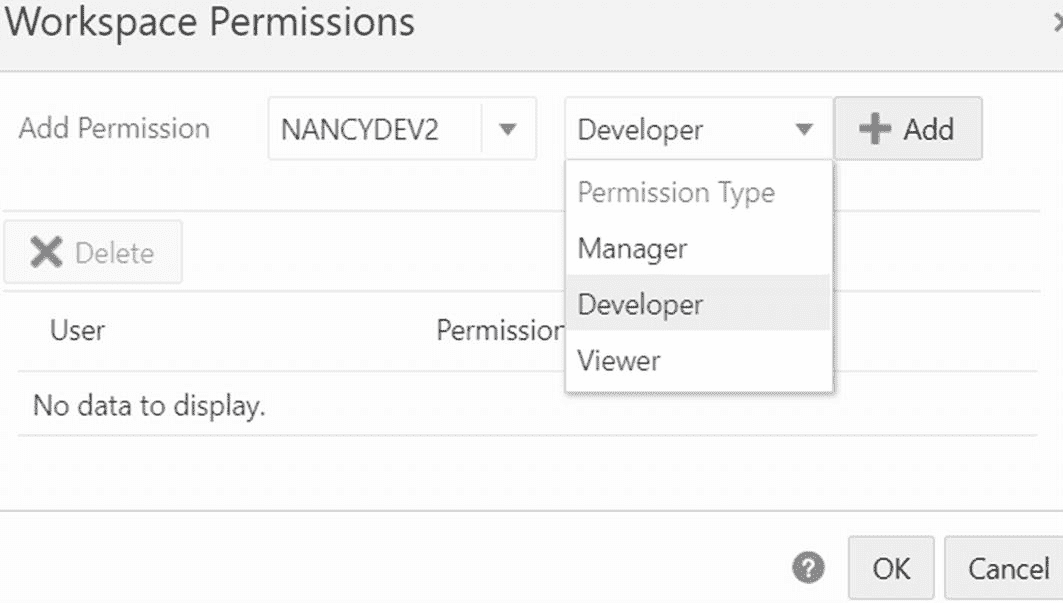 Workspace Permissions
Add Permission NANCYDEV2 Developer Add
Permission Type
Manager
Delete
Developer
User Permission
Viewer
No data to display.
OK Cancel